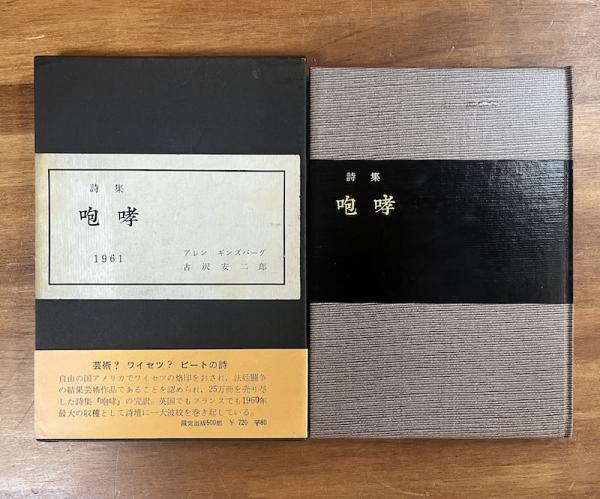 詩集
咆哮
1961
アレン ギンズバーグ
古沢安二郎
芸術? ワイセツ? ビートの詩
自由の国アメリカでワイセツの烙印をおされ、法廷闘争
の結果芸術作品であることを認められ、25万冊を売り尽
した詩集『咆哮』の完訳。英国でもフランスでも1960年
最大の収穫として詩壇に一大波紋を巻き起している。
限定出版500部 ¥ 720 〒80
詩集
咆哮